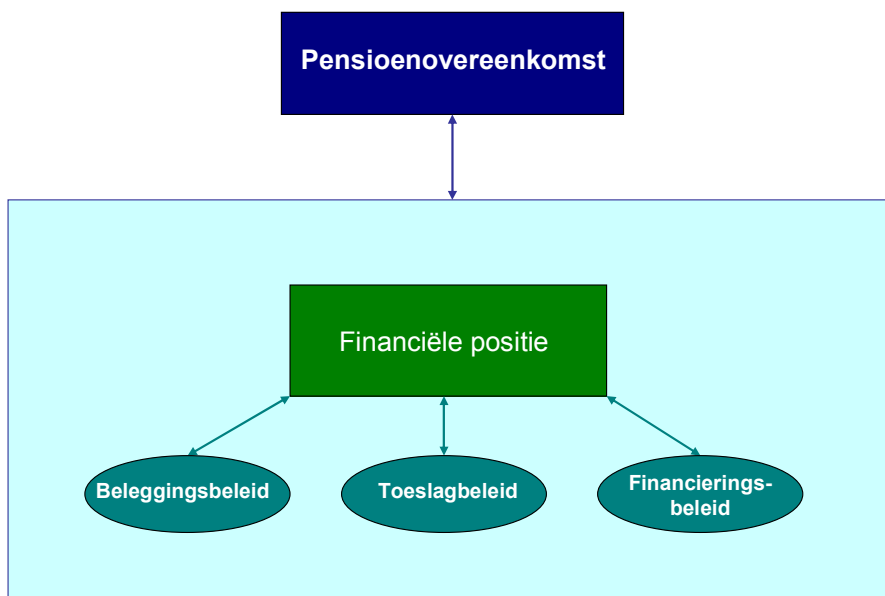 Pensioenovereenkomst
Financiële positie
Beleggingsbeleid
Toeslagbeleid
Financierings-
beleid